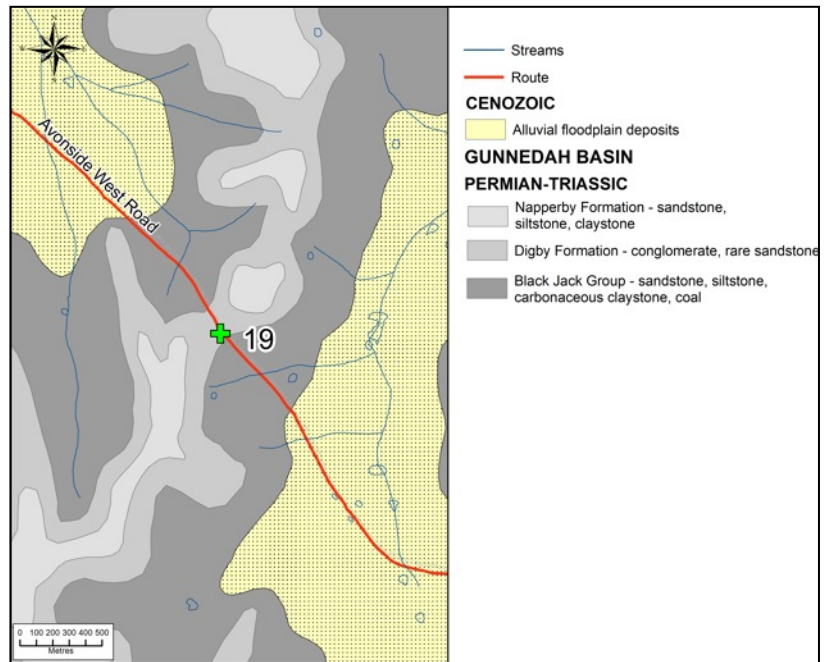 Avonside West Road
19
0 100 200 300 400 500
Metres
Streams
Route
CENOZOIC
Alluvial floodplain deposits
GUNNEDAH BASIN
PERMIAN-TRIASSIC
Napperby Formation - sandstone,
siltstone, claystone
Digby Formation - conglomerate, rare sandstone
Black Jack Group - sandstone, siltstone,
carbonaceous claystone, coal